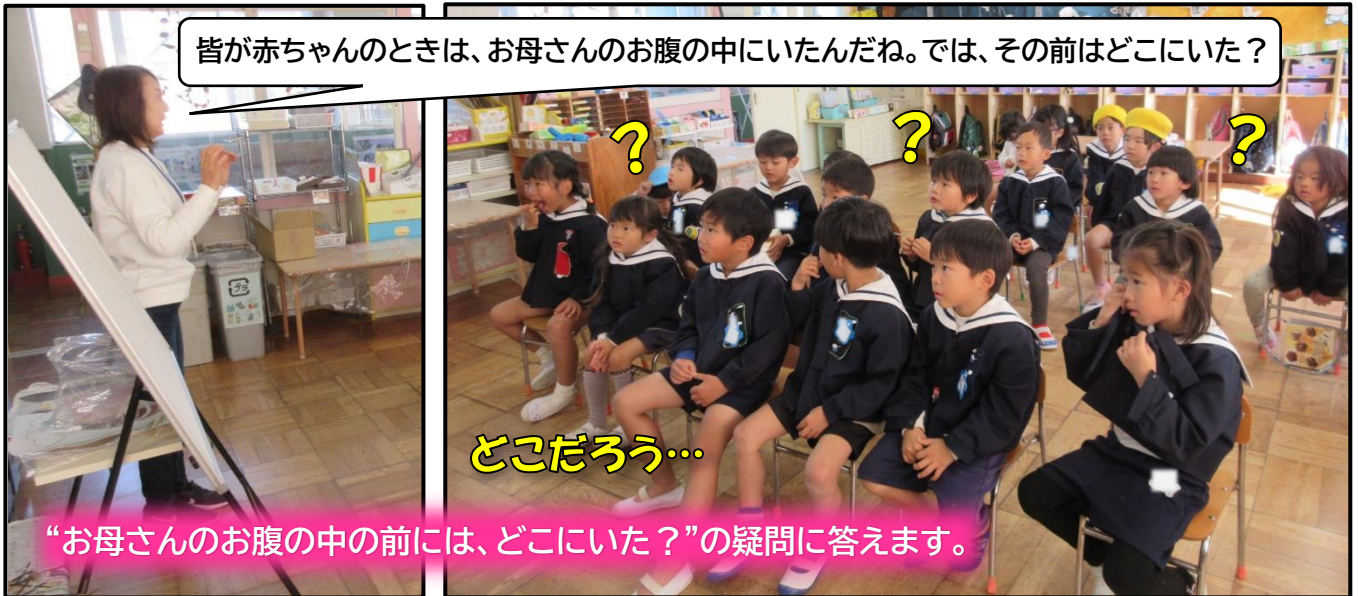 皆が赤ちゃんのときは、お母さんのお腹の中にいたんだね。では、その前はどこにいた？
？
？
？
どこだろう…
“お母さんのお腹の中の前には、どこにいた？”の疑問に答えます。